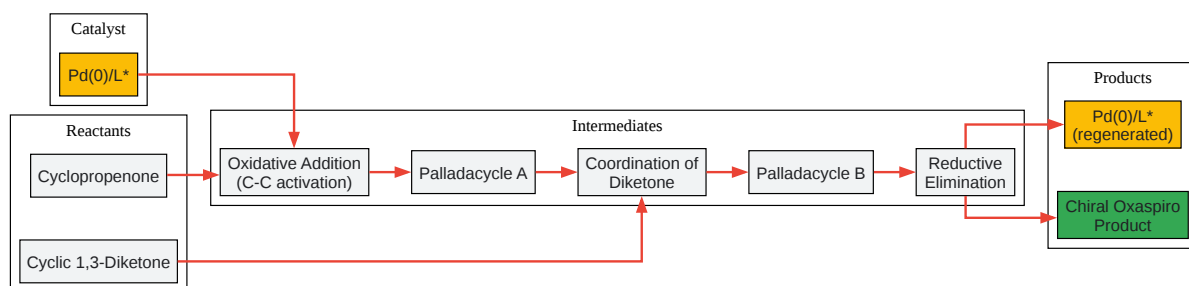 Catalyst
Pd(0)/L*
Reactants
Cyclopropenone
Cyclic 1,3-Diketone
Intermediates
Oxidative Addition
(C-C activation)
Palladacycle A
Coordination of
Diketone
Palladacycle B
Reductive
Elimination
Products
Pd(0)/L*
(regenerated)
Chiral Oxaspiro
Product